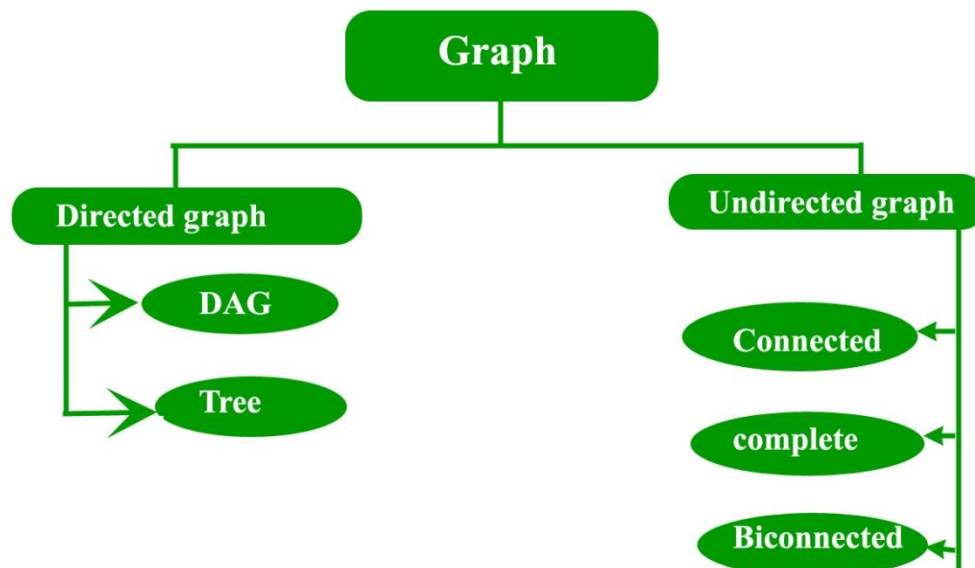 Graph
Directed graph
Undirected graph
DAG
Tree
Connected
complete
Biconnected